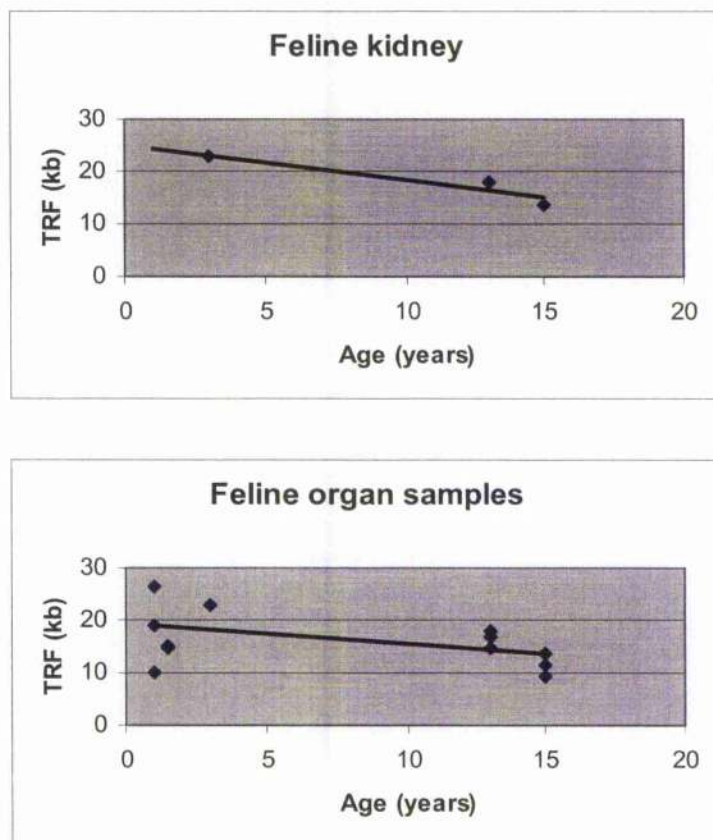 Feline kidney
30
20
10
0
TRF (kb)
0 5 10 15 20
Age (years)
Feline organ samples
30
20
10
0
TRF (kb)
0 5 10 15 20
Age (years)